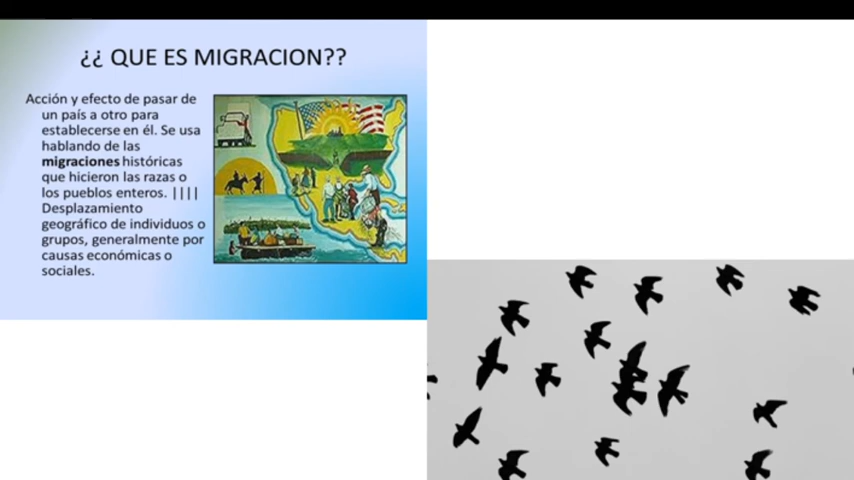 ¿¿ QUE ES MIGRACION??
Acción y efecto de pasar de
un país a otro para
establecerse en él. Se usa
hablando de las
migraciones históricas
que hicieron las razas o
los pueblos enteros. ||||
Desplazamiento
geográfico de individuos o
grupos, generalmente por
causas económicas o
sociales.